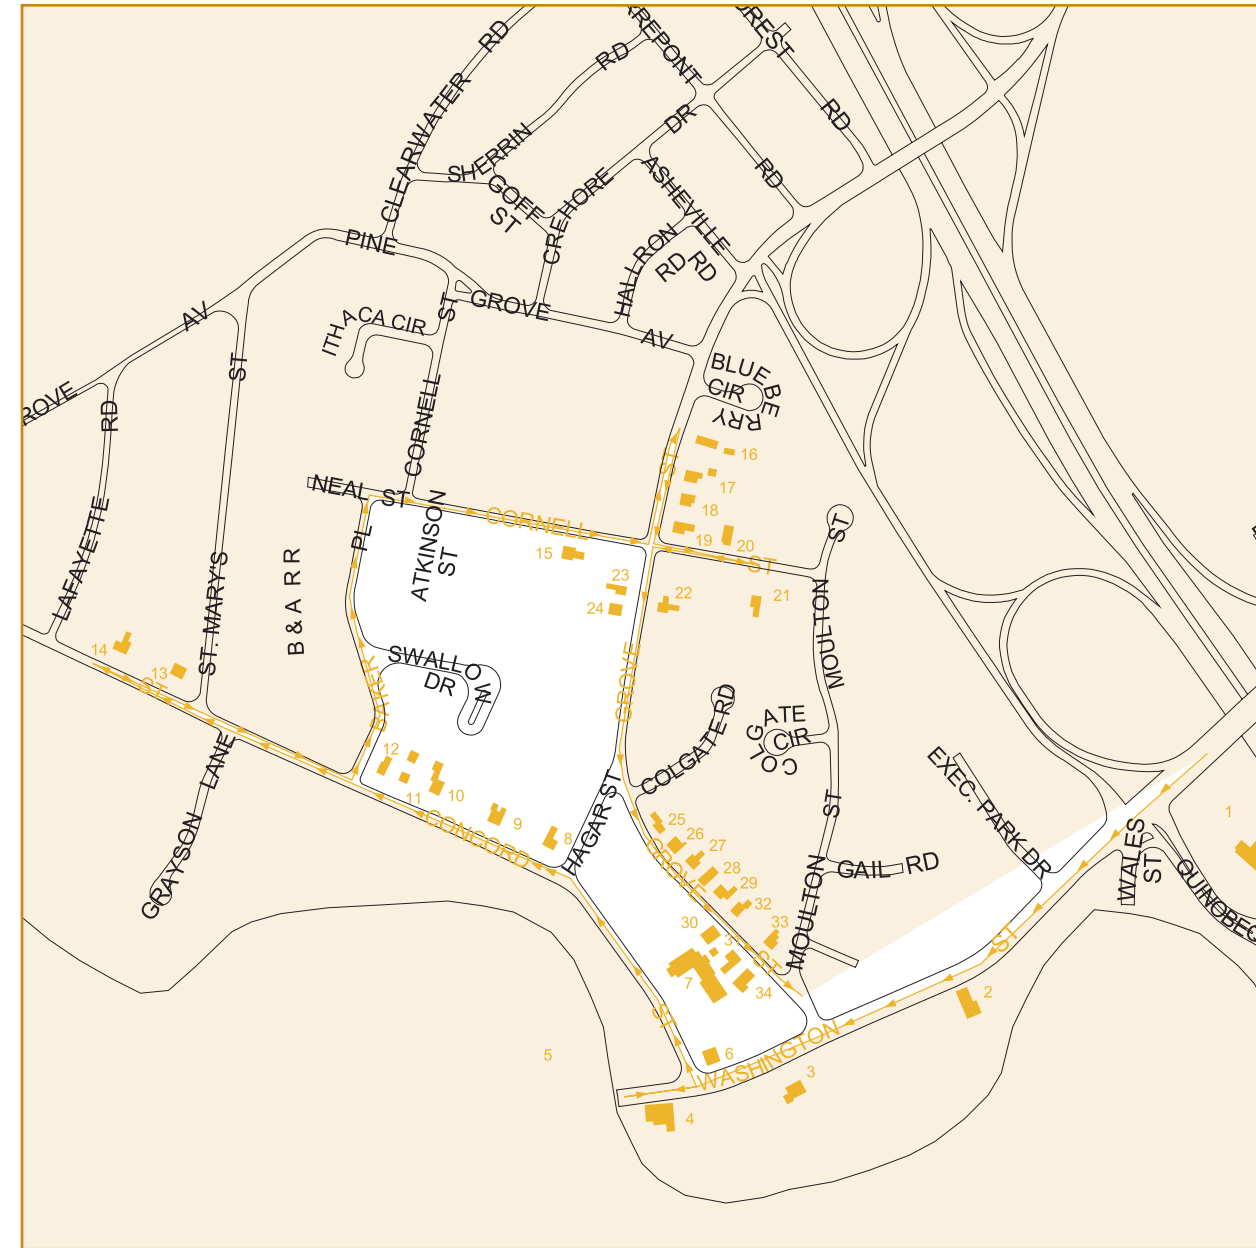 CLEARWATER RD
SHERRIN RD
PONT
RD
CREST
RD
GOFF
ST
CREHORE DR
ASHEVILLE
RD
HALLRON
RD
PINE
GROVE AV
ROVE AV
ITHACA CIR
ST
CORNELL
BLUEBERRY
CIR
LAFAYETTE RD
ST. MARY'S ST
B & A R R
NEAL ST
ATKINSON
ST
CORNELL ST
BAKER PL
SWALLOW
DR
GROVE ST
MOULTON ST
COLGATE RD
COLGATE
CIR
MOULTON ST
GAIL RD
EXEC. PARK DR
WALES
ST
QUINOBEQ
GRAYSON LANE
CONCORD ST
HAGAR ST
GROVE ST
WASHINGTON ST
ST
1
2
3
4
5
6
7
8
9
10
11
12
13
14
15
16
17
18
19
20
21
22
23
24
25
26
27
28
29
30
31
32
33
34